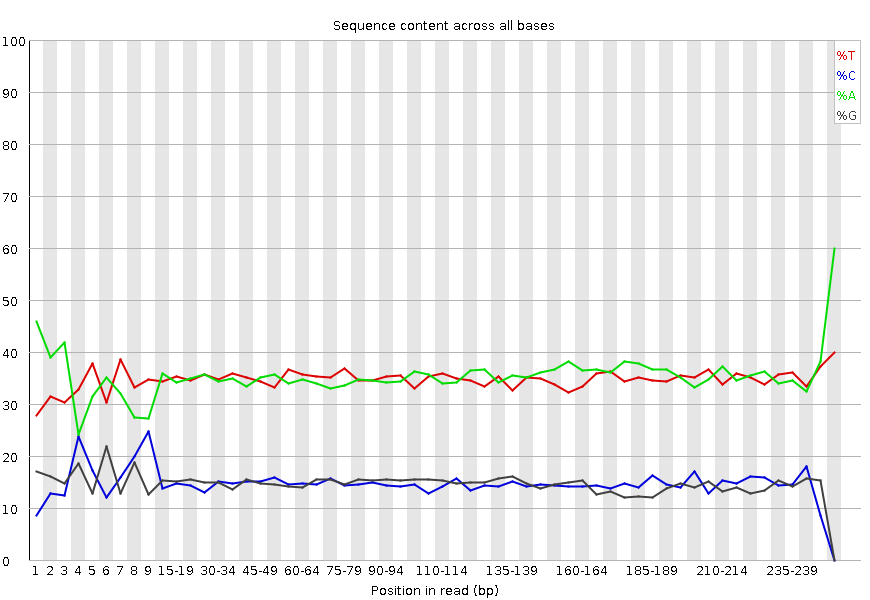 Sequence content across all bases
100
90
80
70
60
50
40
30
20
10
0
%T
%C
%A
%G
1 2 3 4 5 6 7 8 9 15-19 30-34 45-49 60-64 75-79 90-94 110-114 135-139 160-164 185-189 210-214 235-239
Position in read (bp)